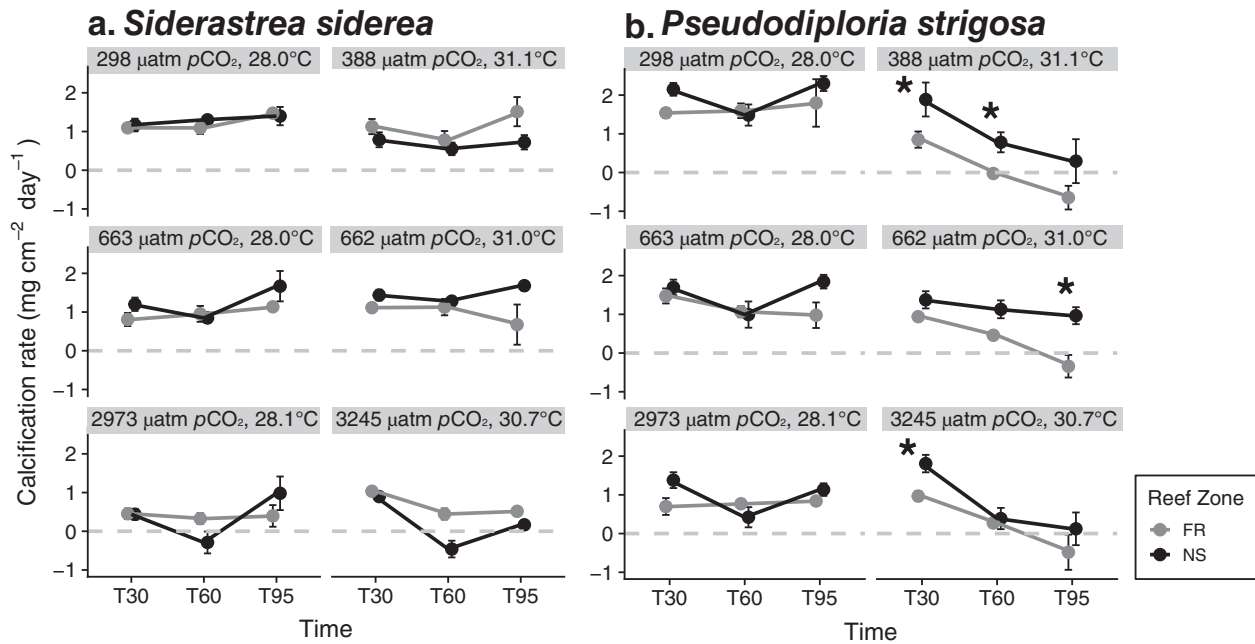 a. Siderastrea siderea
b. Pseudodiploria strigosa
Calcification rate (mg cm⁻² day⁻¹)
298 µatm pCO₂, 28.0°C
388 µatm pCO₂, 31.1°C
298 µatm pCO₂, 28.0°C
388 µatm pCO₂, 31.1°C
2
1
0
−1
2
1
0
−1
*
*
663 µatm pCO₂, 28.0°C
662 µatm pCO₂, 31.0°C
663 µatm pCO₂, 28.0°C
662 µatm pCO₂, 31.0°C
2
1
0
−1
2
1
0
−1
*
2973 µatm pCO₂, 28.1°C
3245 µatm pCO₂, 30.7°C
2973 µatm pCO₂, 28.1°C
3245 µatm pCO₂, 30.7°C
2
1
0
−1
2
1
0
−1
*
T30 T60 T95
T30 T60 T95
T30 T60 T95
T30 T60 T95
Time
Time
Reef Zone
FR
NS